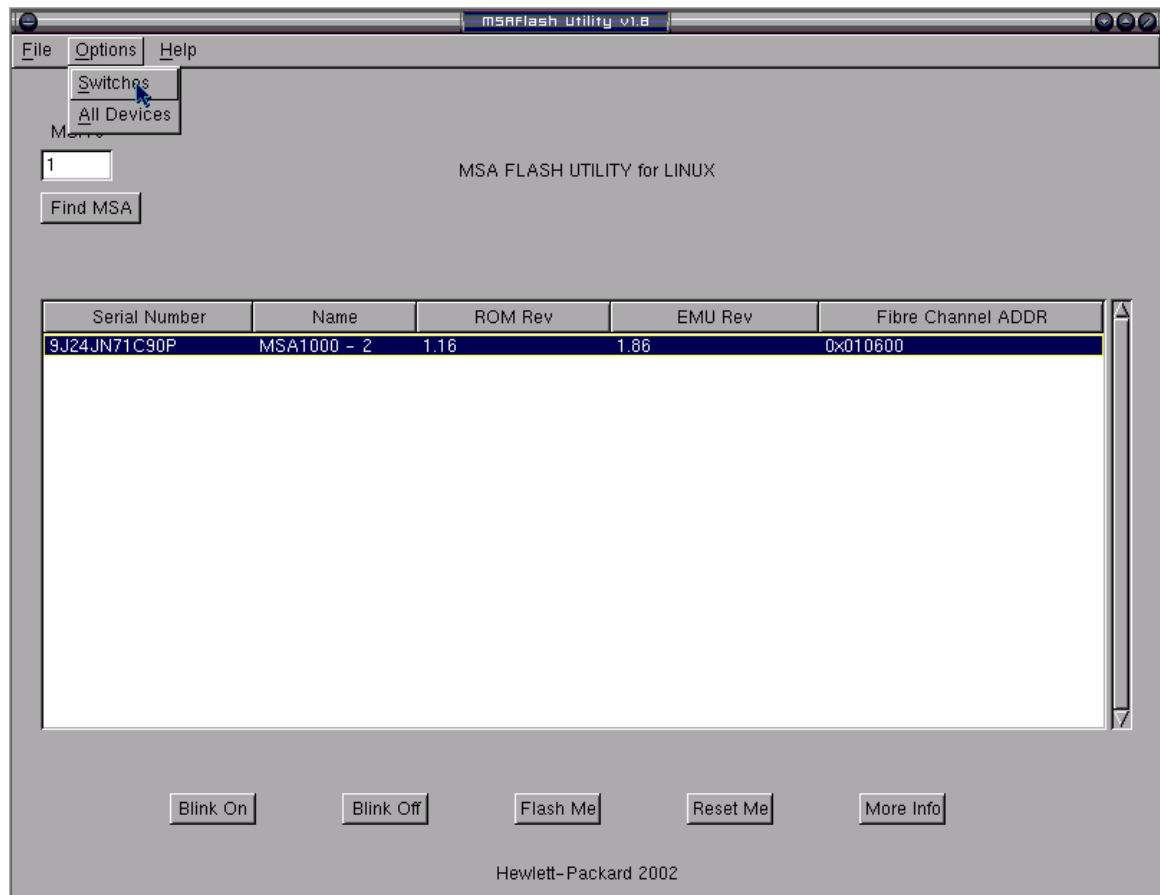 MSAFlash Utility v1.8
File Options Help
Switches
All Devices
1
MSA FLASH UTILITY for LINUX
Find MSA
Serial Number Name ROM Rev EMU Rev Fibre Channel ADDR
9J24JN71C90P MSA1000 - 2 1.16 1.86 0x010600
Blink On Blink Off Flash Me Reset Me More Info
Hewlett-Packard 2002